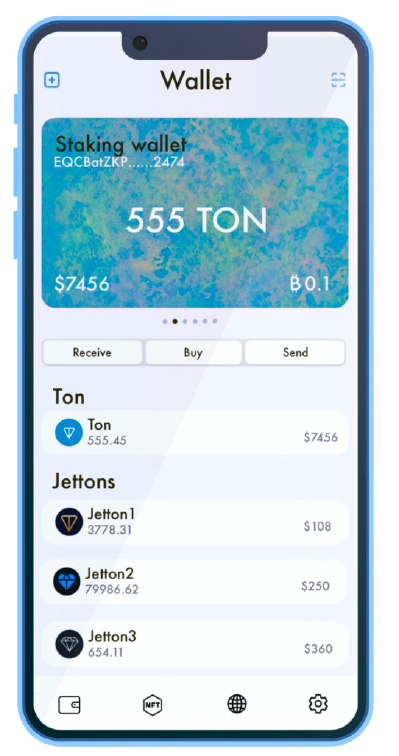 Wallet
Staking wallet
EQCBatZKP......2474
555 TON
$7456
₿0.1
Receive
Buy
Send
Ton
Ton
555.45
$7456
Jettons
Jetton1
3778.31
$108
Jetton2
79986.62
$250
Jetton3
654.11
$360
NFT